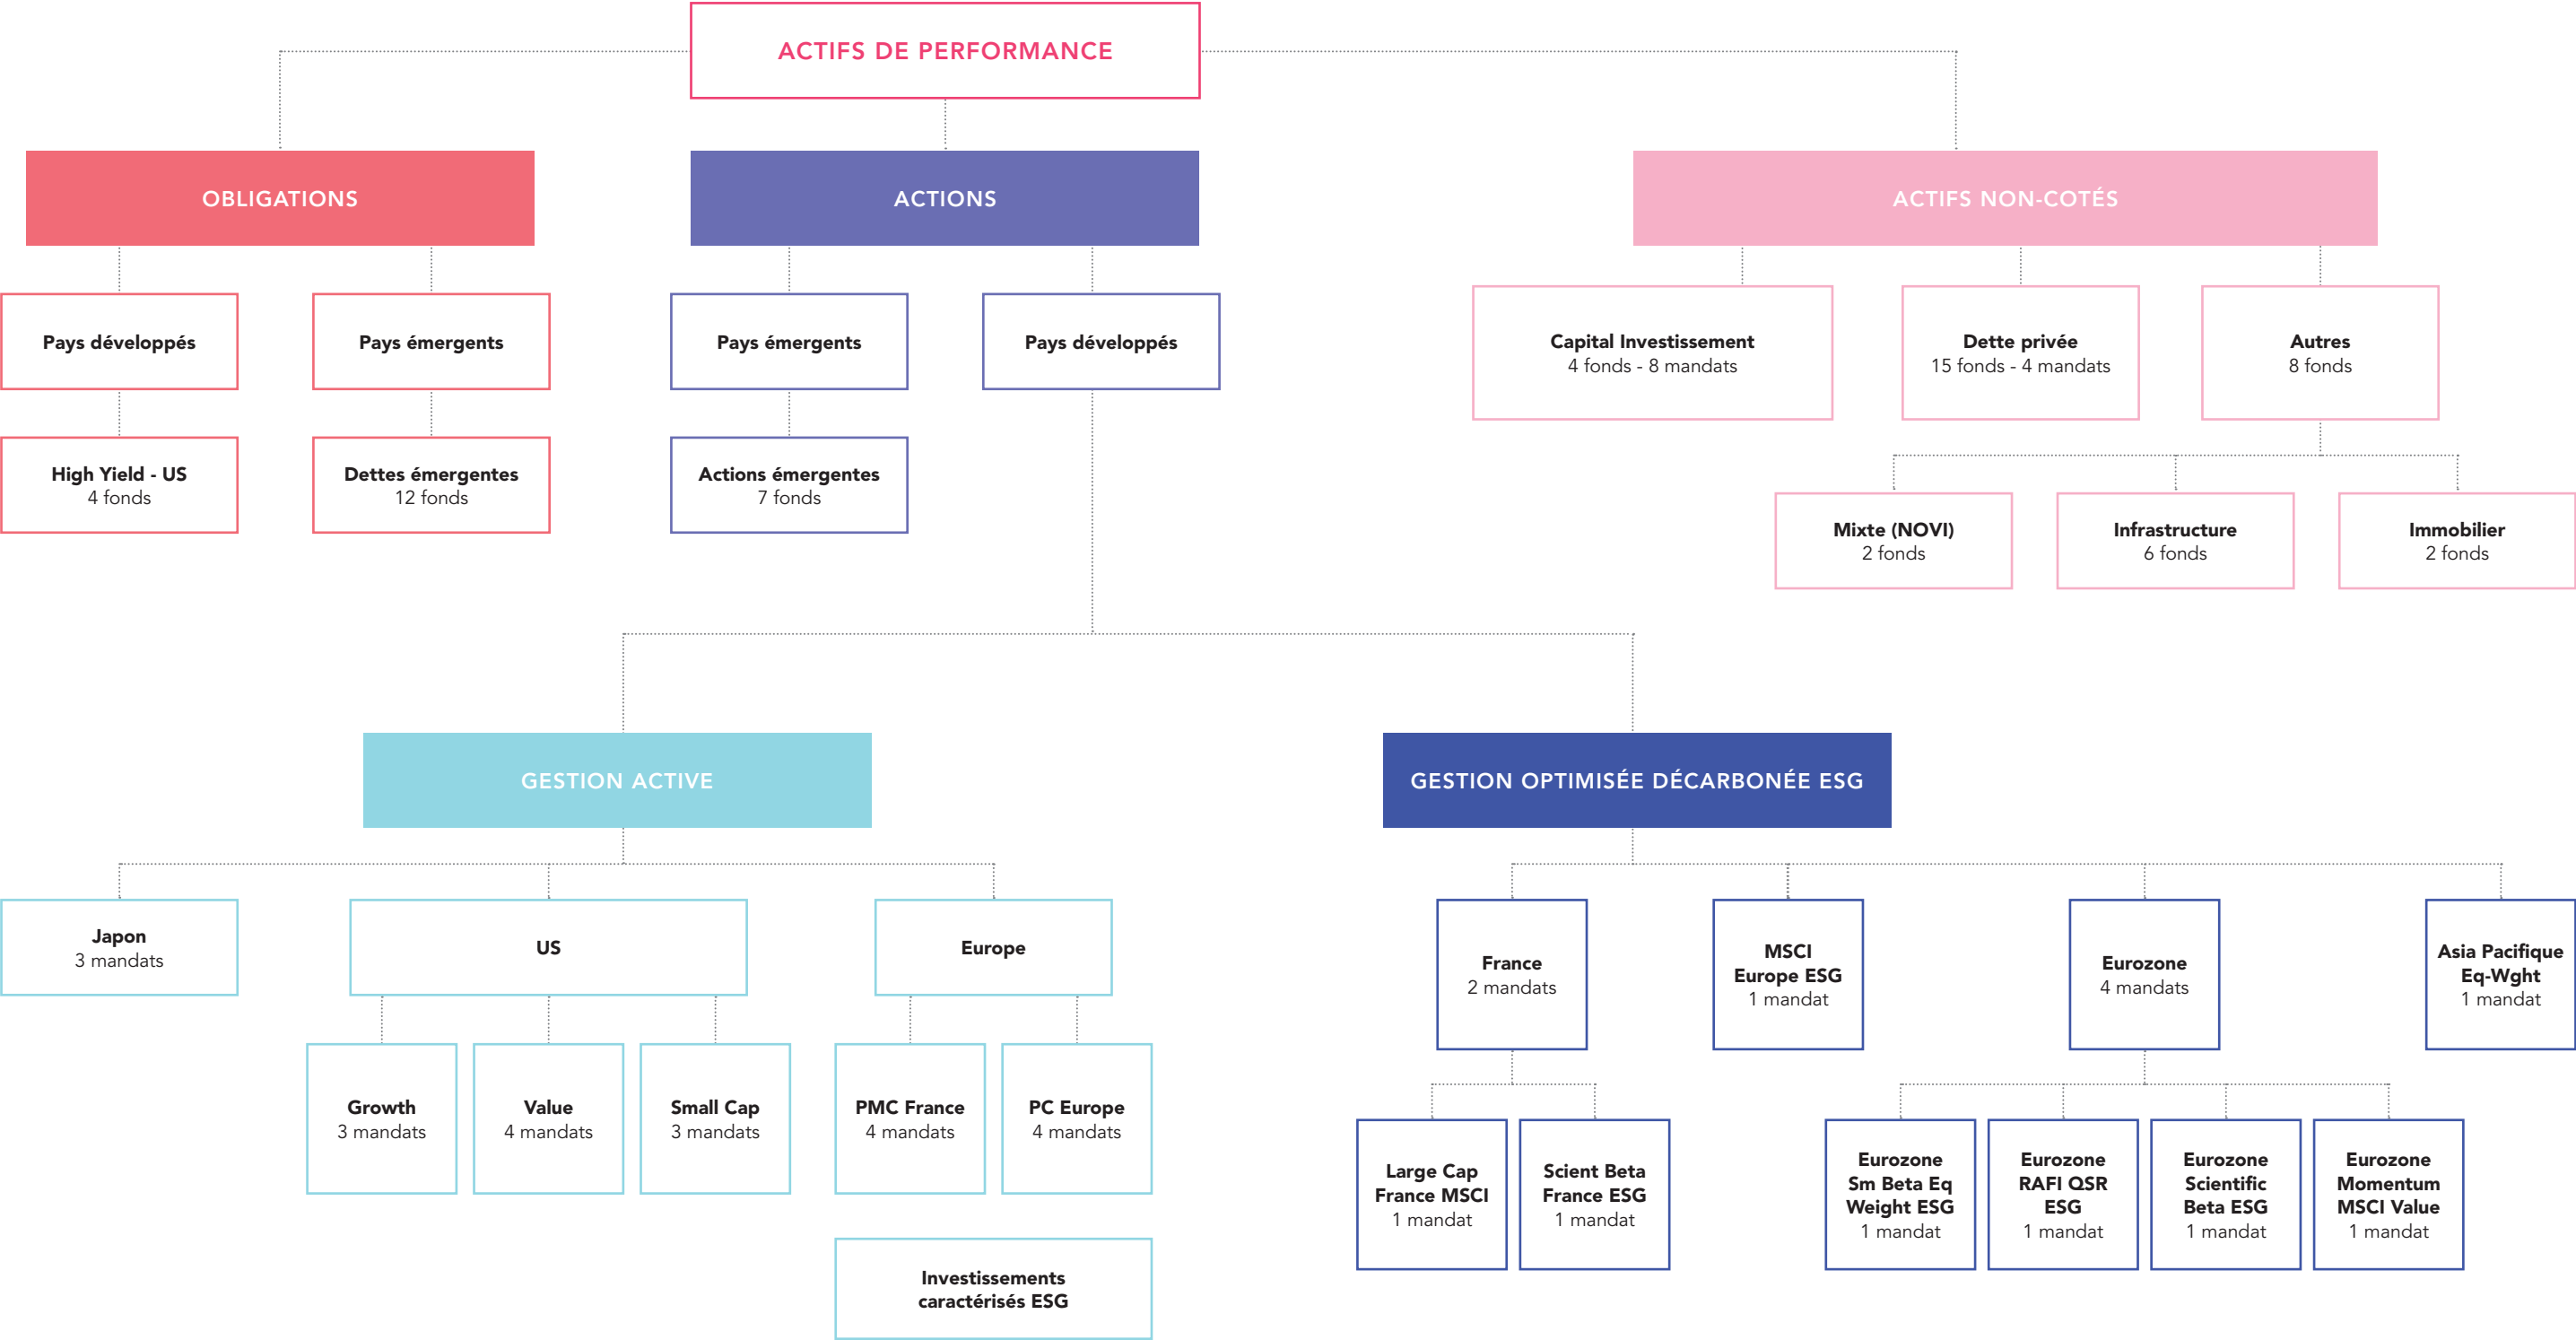 ACTIFS DE PERFORMANCE
OBLIGATIONS
ACTIONS
ACTIFS NON-COTÉS
Pays développés
Pays émergents
Pays émergents
Pays développés
Capital Investissement
4 fonds - 8 mandats
Dette privée
15 fonds - 4 mandats
Autres
8 fonds
High Yield - US
4 fonds
Dettes émergentes
12 fonds
Actions émergentes
7 fonds
Mixte (NOVI)
2 fonds
Infrastructure
6 fonds
Immobilier
2 fonds
GESTION ACTIVE
GESTION OPTIMISÉE DÉCARBONÉE ESG
Japon
3 mandats
US
Europe
France
2 mandats
MSCI
Europe ESG
1 mandat
Eurozone
4 mandats
Asia Pacifique
Eq-Wght
1 mandat
Growth
3 mandats
Value
4 mandats
Small Cap
3 mandats
PMC France
4 mandats
PC Europe
4 mandats
Large Cap
France MSCI
1 mandat
Scient Beta
France ESG
1 mandat
Eurozone
Sm Beta Eq
Weight ESG
1 mandat
Eurozone
RAFI QSR
ESG
1 mandat
Eurozone
Scientific
Beta ESG
1 mandat
Eurozone
Momentum
MSCI Value
1 mandat
Investissements
caractérisés ESG